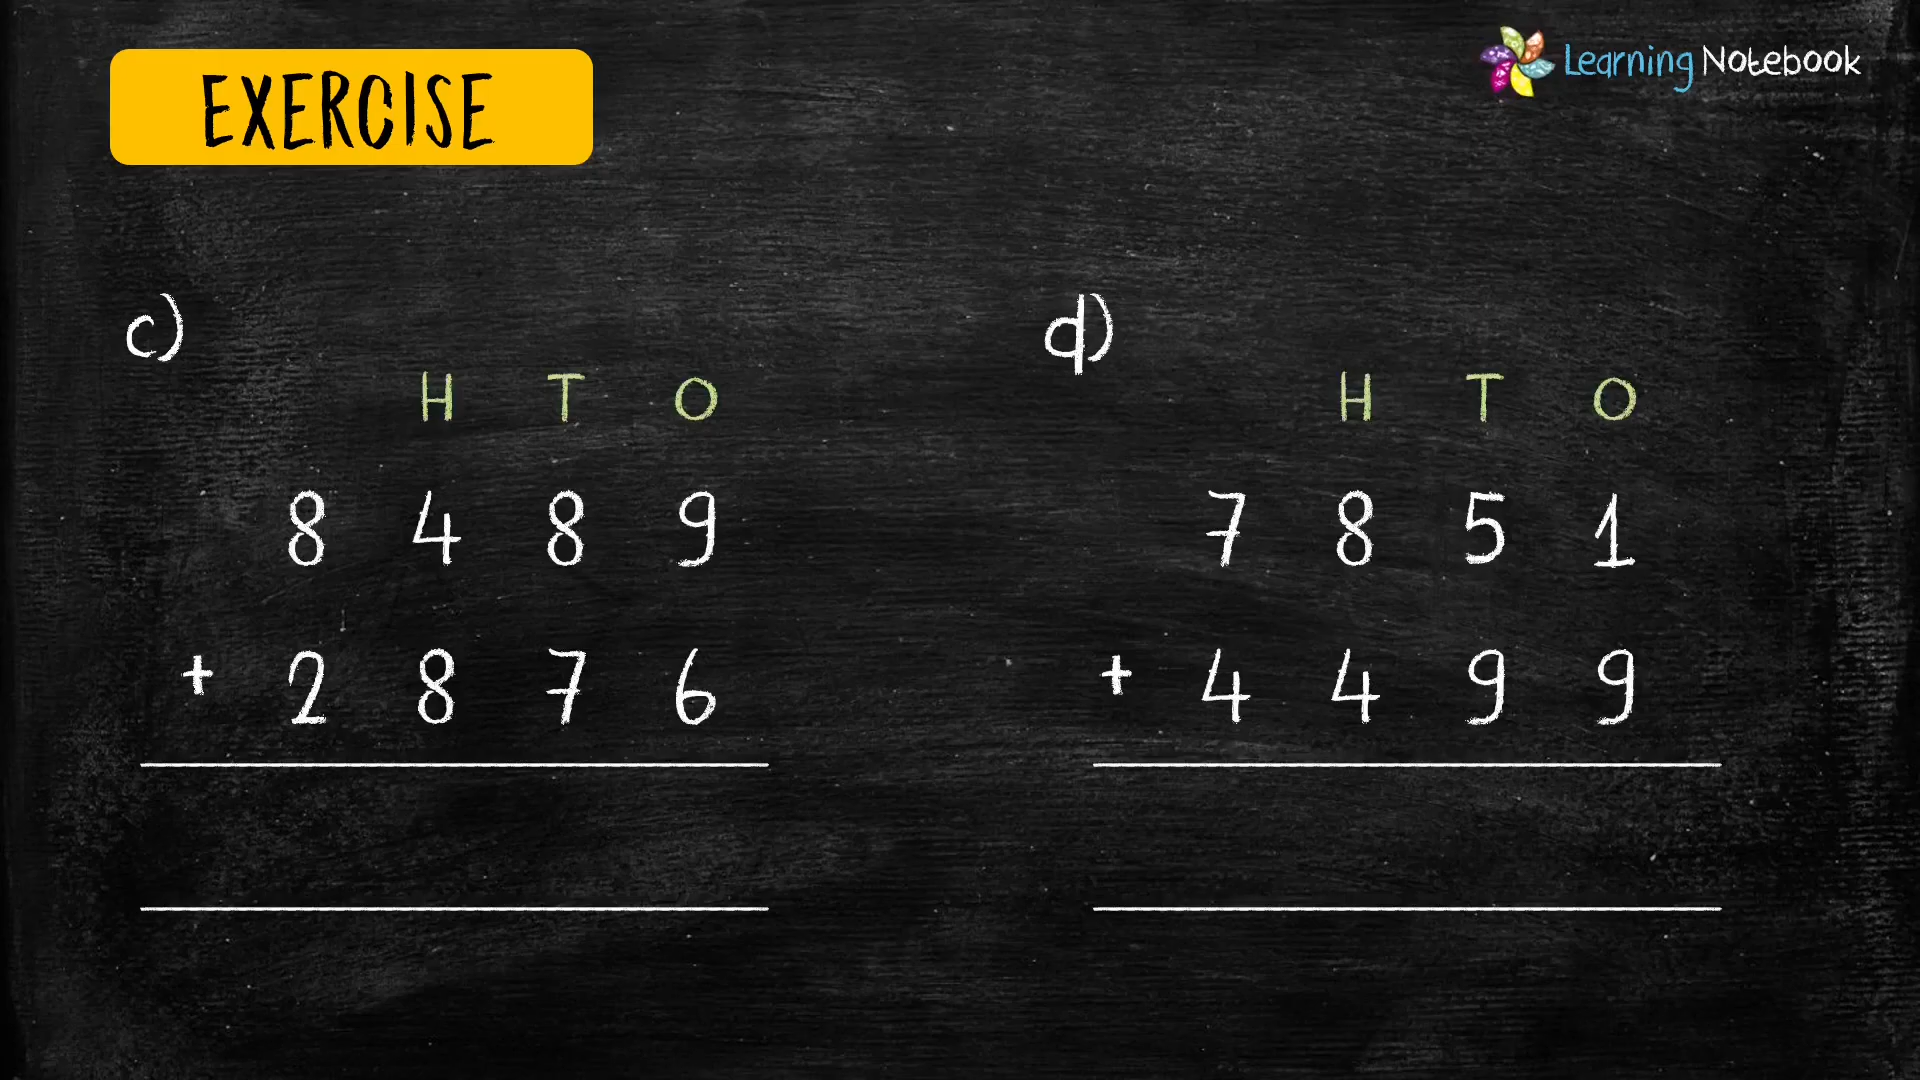 EXERCISE
Learning Notebook
c)
H T O
8 4 8 9
+ 2 8 7 6
d)
H T O
7 8 5 1
+ 4 4 9 9